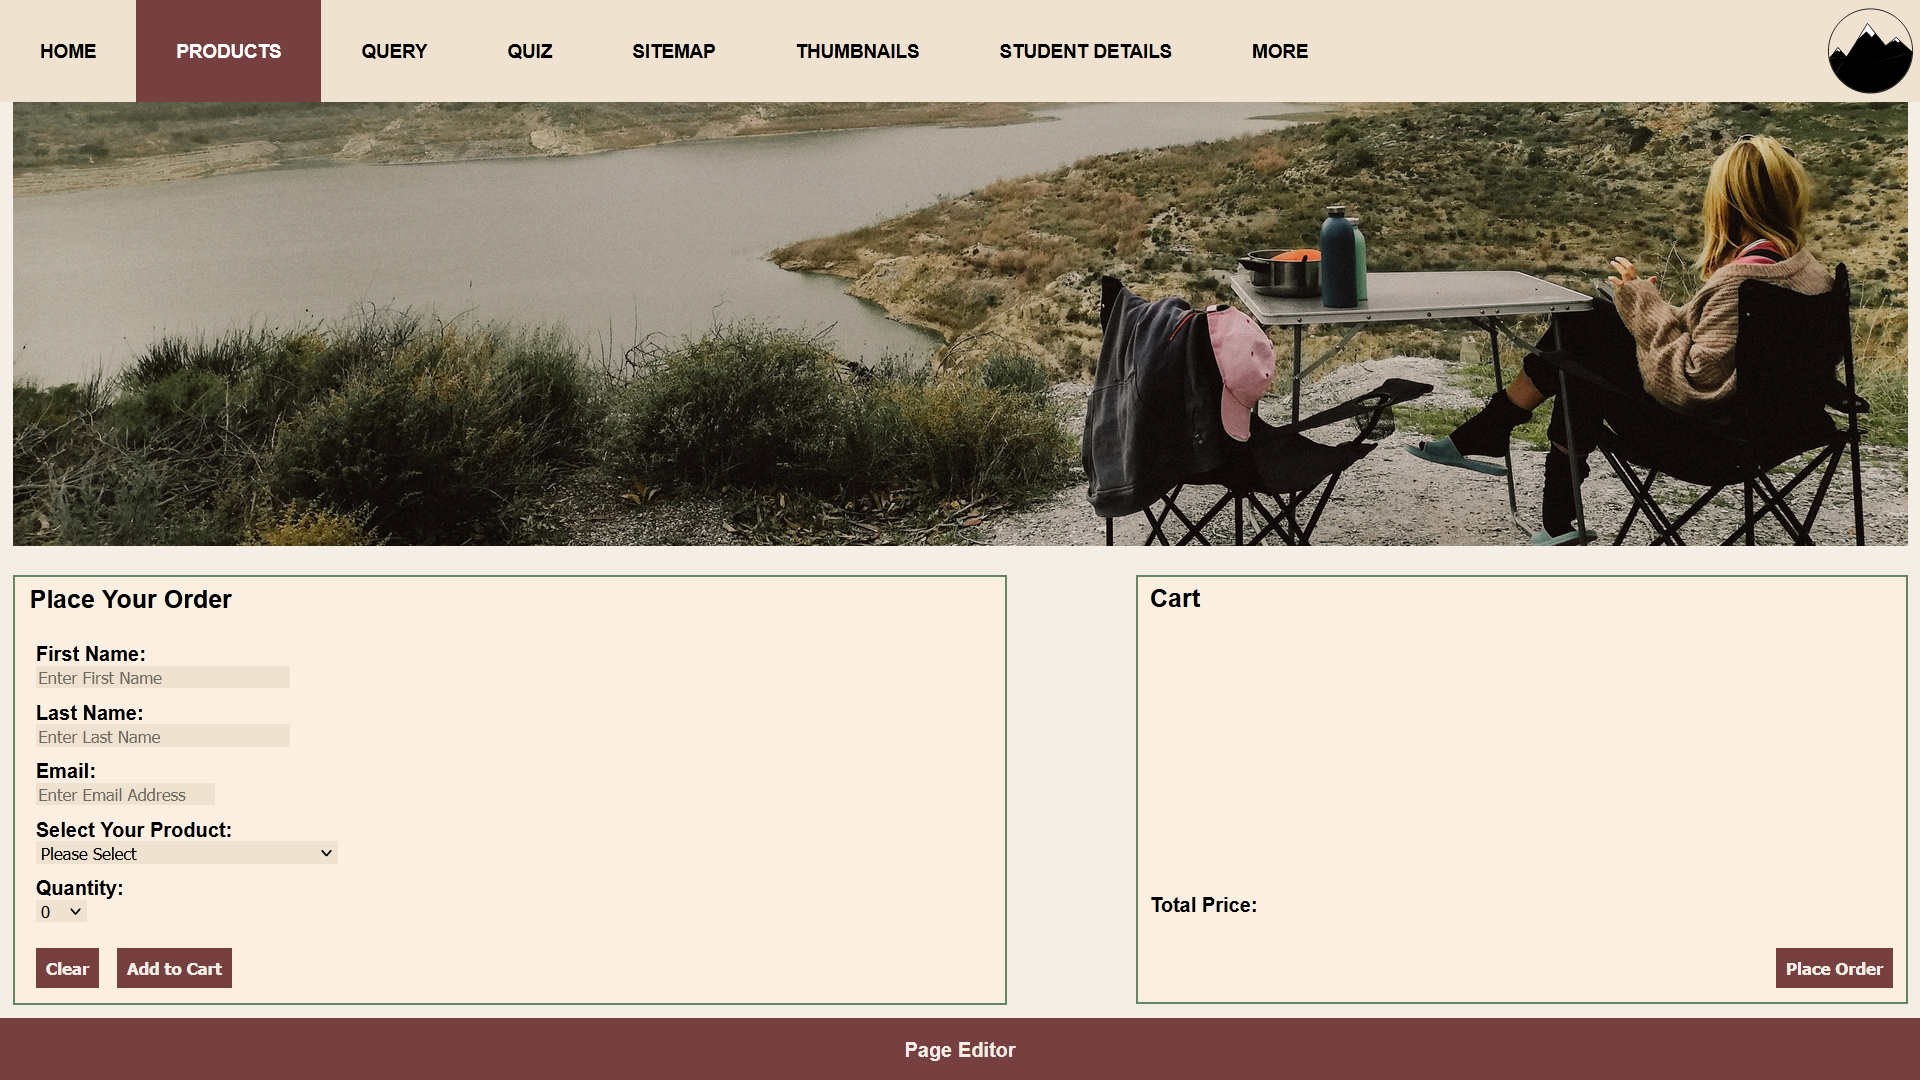 HOME PRODUCTS QUERY QUIZ SITEMAP THUMBNAILS STUDENT DETAILS MORE
Place Your Order
First Name:
Enter First Name
Last Name:
Enter Last Name
Email:
Enter Email Address
Select Your Product:
Please Select
Quantity:
0
Clear Add to Cart
Cart
Total Price:
Place Order
Page Editor